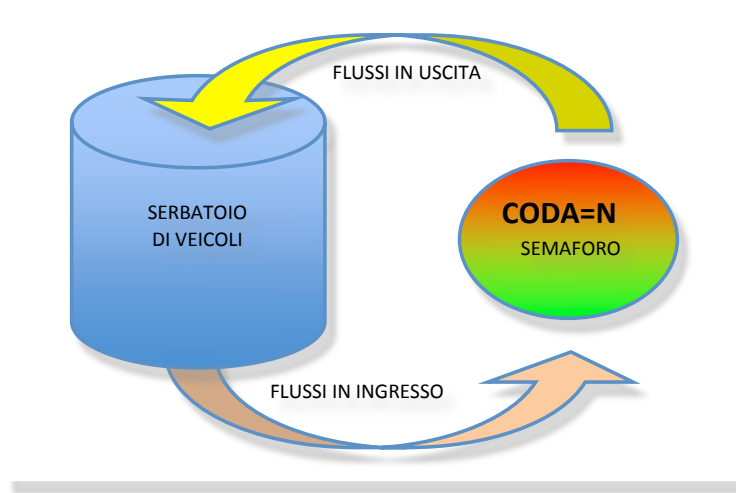 FLUSSI IN USCITA
SERBATOIO
DI VEICOLI
CODA=N
SEMAFORO
FLUSSI IN INGRESSO